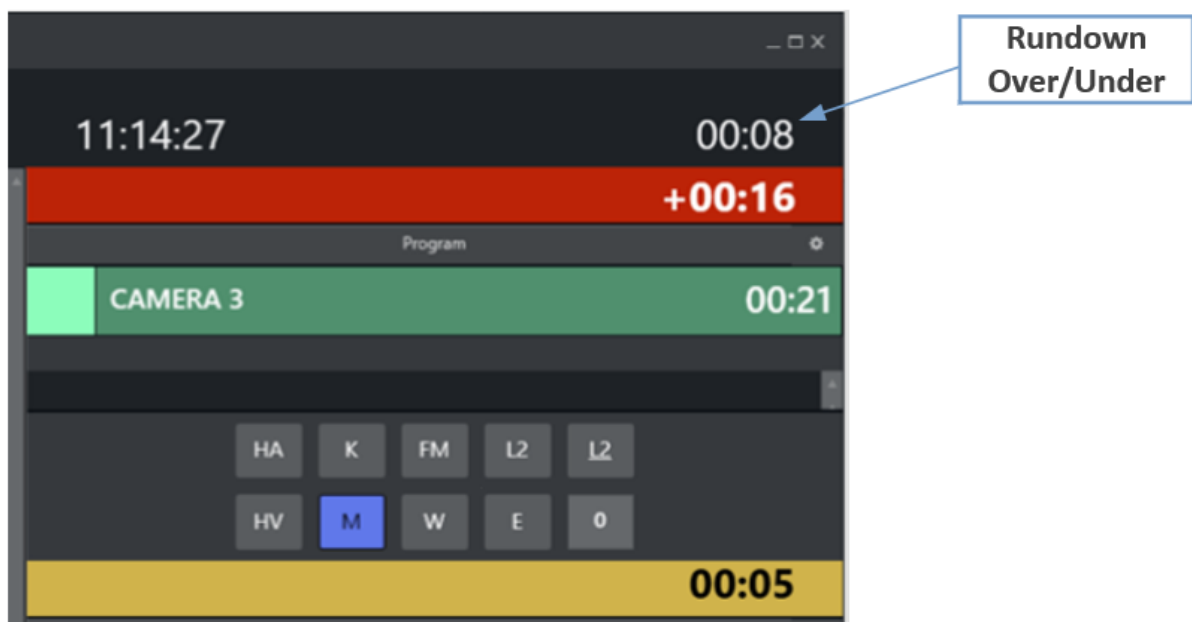 Rundown
Over/Under
11:14:27 00:08
+00:16
Program
CAMERA 3 00:21
HA K FM L2 L2
HV M W E 0
00:05